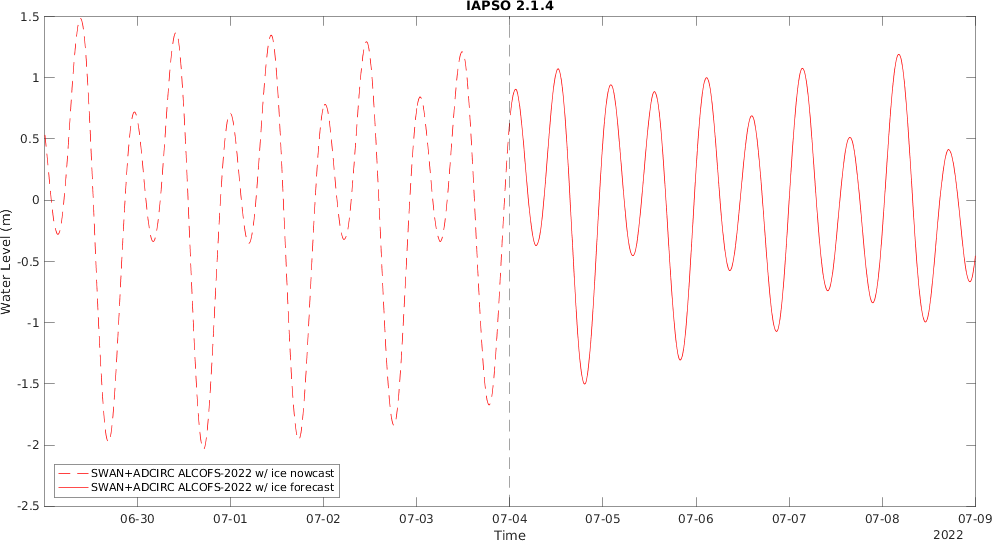 IAPSO 2.1.4
Water Level (m)
1.5
1
0.5
0
-0.5
-1
-1.5
-2
-2.5
SWAN+ADCIRC ALCOFS-2022 w/ ice nowcast
SWAN+ADCIRC ALCOFS-2022 w/ ice forecast
06-30 07-01 07-02 07-03 07-04 07-05 07-06 07-07 07-08 07-09
Time
2022